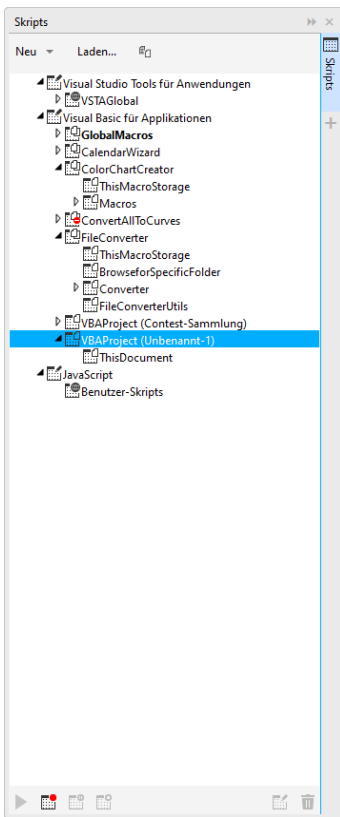 Skripts
Neu Laden...
Visual Studio Tools für Anwendungen
VSTAGlobal
Visual Basic für Applikationen
GlobalMacros
CalendarWizard
ColorChartCreator
ThisMacroStorage
Macros
ConvertAllToCurves
FileConverter
ThisMacroStorage
BrowseforSpecificFolder
Converter
FileConverterUtils
VBAProject (Contest-Sammlung)
VBAProject (Unbenannt-1)
ThisDocument
JavaScript
Benutzer-Skripts
Skripts